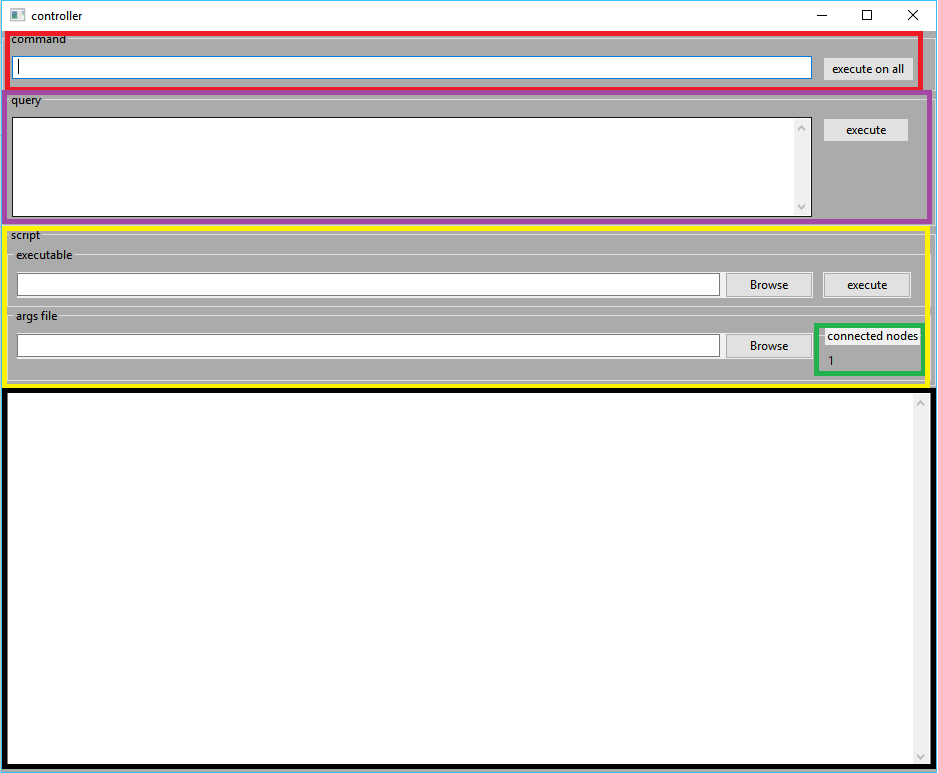 controller
command
execute on all
query
execute
script
executable
Browse
execute
args file
Browse
connected nodes
1